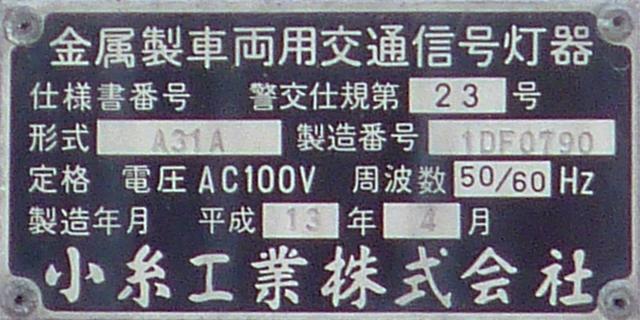 金属製車両用交通信号灯器
仕様書番号 警交仕規第 23 号
形式 A31A 製造番号 1DF0790
定格 電圧 AC100V 周波数 50/60 Hz
製造年月 平成 13 年 4 月
小糸工業株式会社